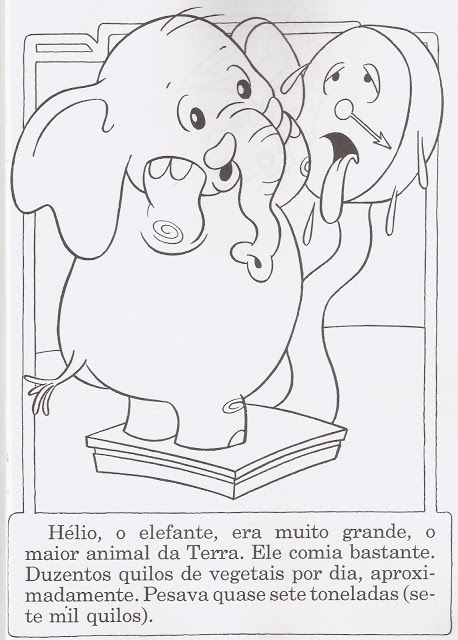 Hélio, o elefante, era muito grande, o
maior animal da Terra. Ele comia bastante.
Duzentos quilos de vegetais por dia, aproxi-
madamente. Pesava quase sete toneladas (se-
te mil quilos).